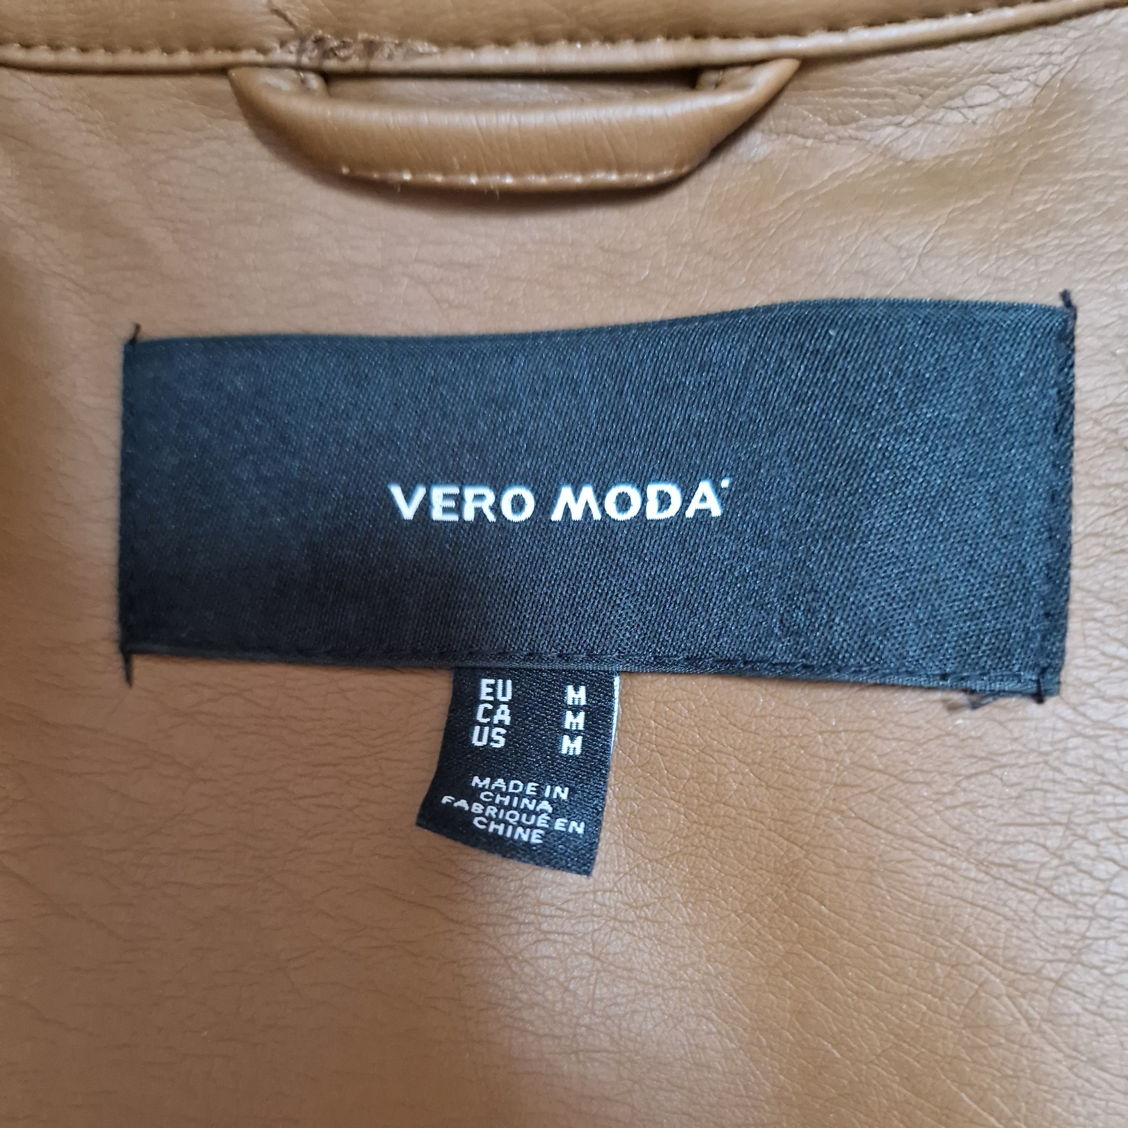 VERO MODA
EU M
CA M
US M
MADE IN
CHINA
FABRIQUÉ EN
CHINE